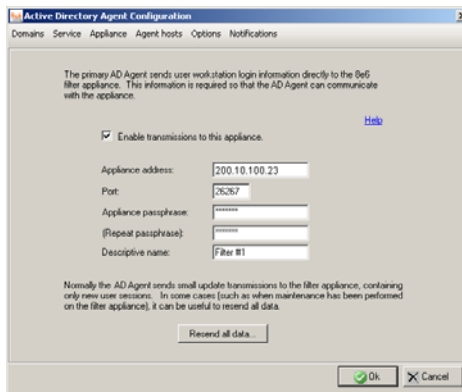 Active Directory Agent Configuration
Domains Service Appliance Agent hosts Options Notifications
The primary AD Agent sends user workstation login information directly to the 8e6
filter appliance. This information is required so that the AD Agent can communicate
with the appliance.
Help
Enable transmissions to this appliance.
Appliance address: 200.10.100.23
Port: 26267
Appliance passphrase: *******
(Repeat passphrase): *******
Descriptive name: Filter #1
Normally the AD Agent sends small update transmissions to the filter appliance, containing
only new user sessions. In some cases (such as when maintenance has been performed
on the filter appliance), it can be useful to resend all data.
Resend all data...
Ok Cancel